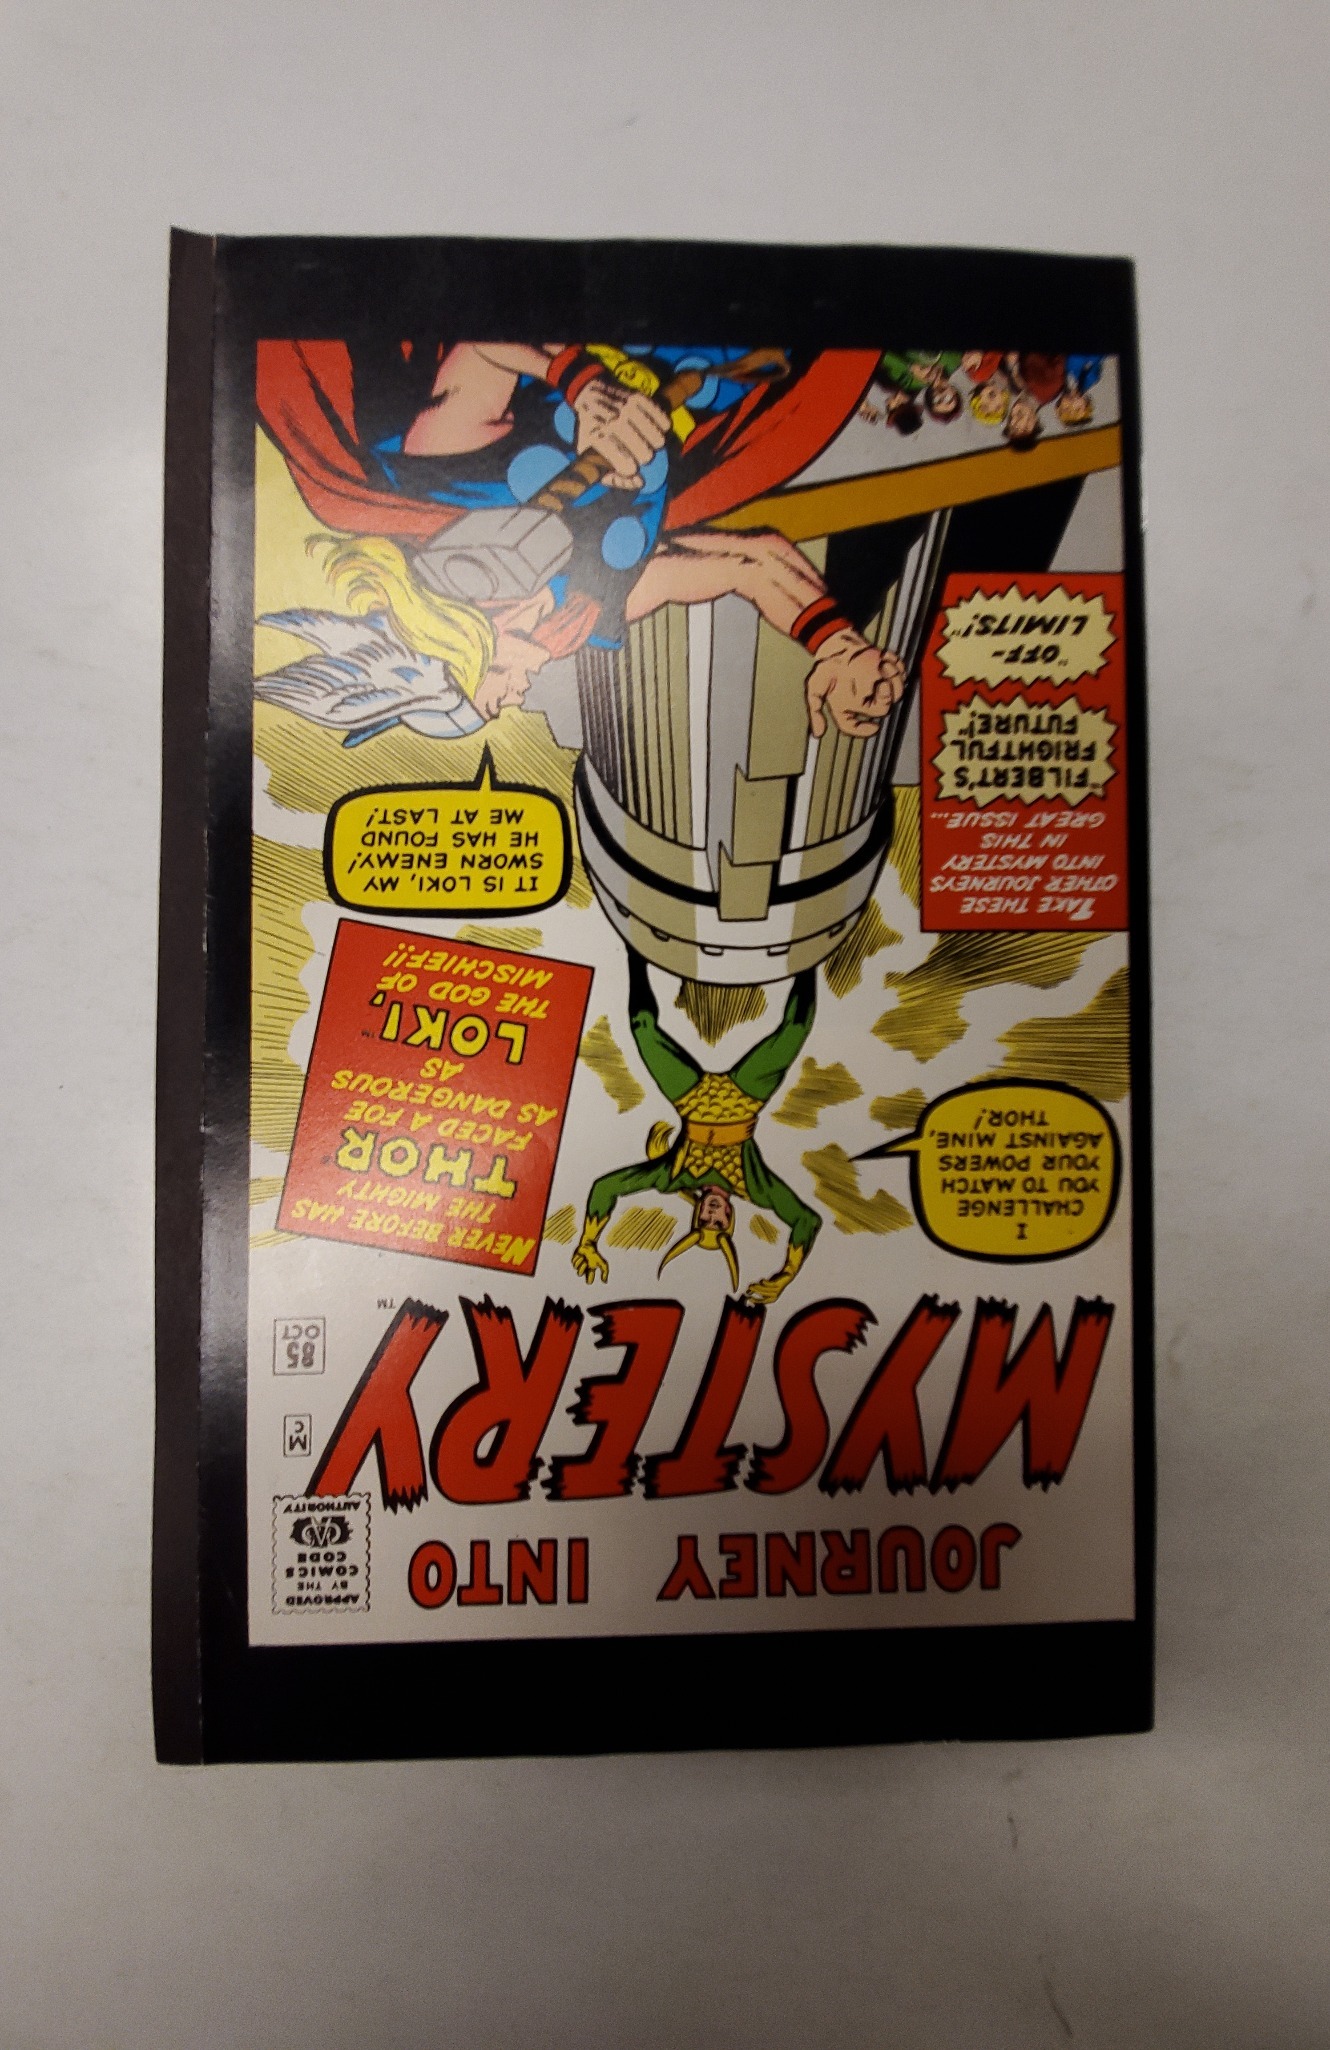 JOURNEY INTO
MYSTERY™
APPROVED
BY THE
COMICS
CODE
AUTHORITY
MC
85
OCT
I
CHALLENGE
YOU TO MATCH
YOUR POWERS
AGAINST MINE,
THOR!
NEVER BEFORE HAS
THE MIGHTY
THOR
FACED A FOE
AS DANGEROUS
AS
LOKI,™
THE GOD OF
MISCHIEF!!
TAKE THESE
OTHER JOURNEYS
INTO MYSTERY
IN THIS
GREAT ISSUE...
"FILBERT'S
FRIGHTFUL
FUTURE!"
"OFF-
LIMITS!"
IT IS LOKI, MY
SWORN ENEMY!
HE HAS FOUND
ME AT LAST!